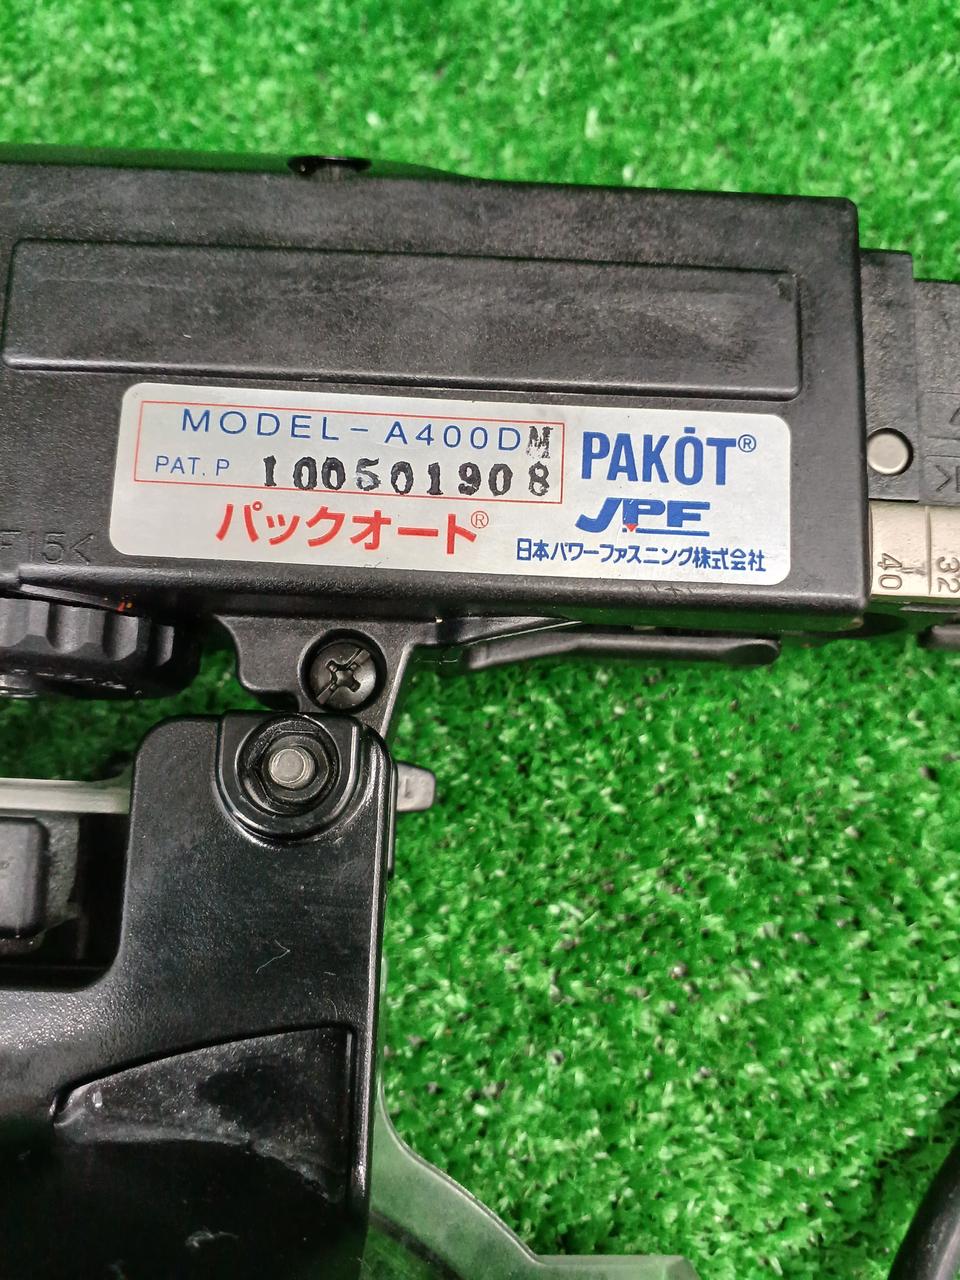 MODEL-A400DM
PAT.P 100501908
パックオート®
PAKÒT®
JPF
日本パワーファスニング株式会社
F15<
40
32